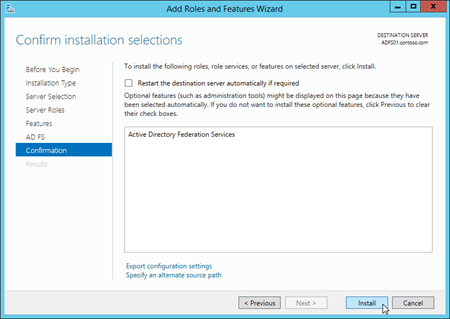 Add Roles and Features Wizard
Confirm installation selections
DESTINATION SERVER
ADFS01.contoso.com
Before You Begin
Installation Type
Server Selection
Server Roles
Features
AD FS
Confirmation
Results
To install the following roles, role services, or features on selected server, click Install.
Restart the destination server automatically if required
Optional features (such as administration tools) might be displayed on this page because they have
been selected automatically. If you do not want to install these optional features, click Previous to clear
their check boxes.
Active Directory Federation Services
Export configuration settings
Specify an alternate source path
< Previous
Next >
Install
Cancel